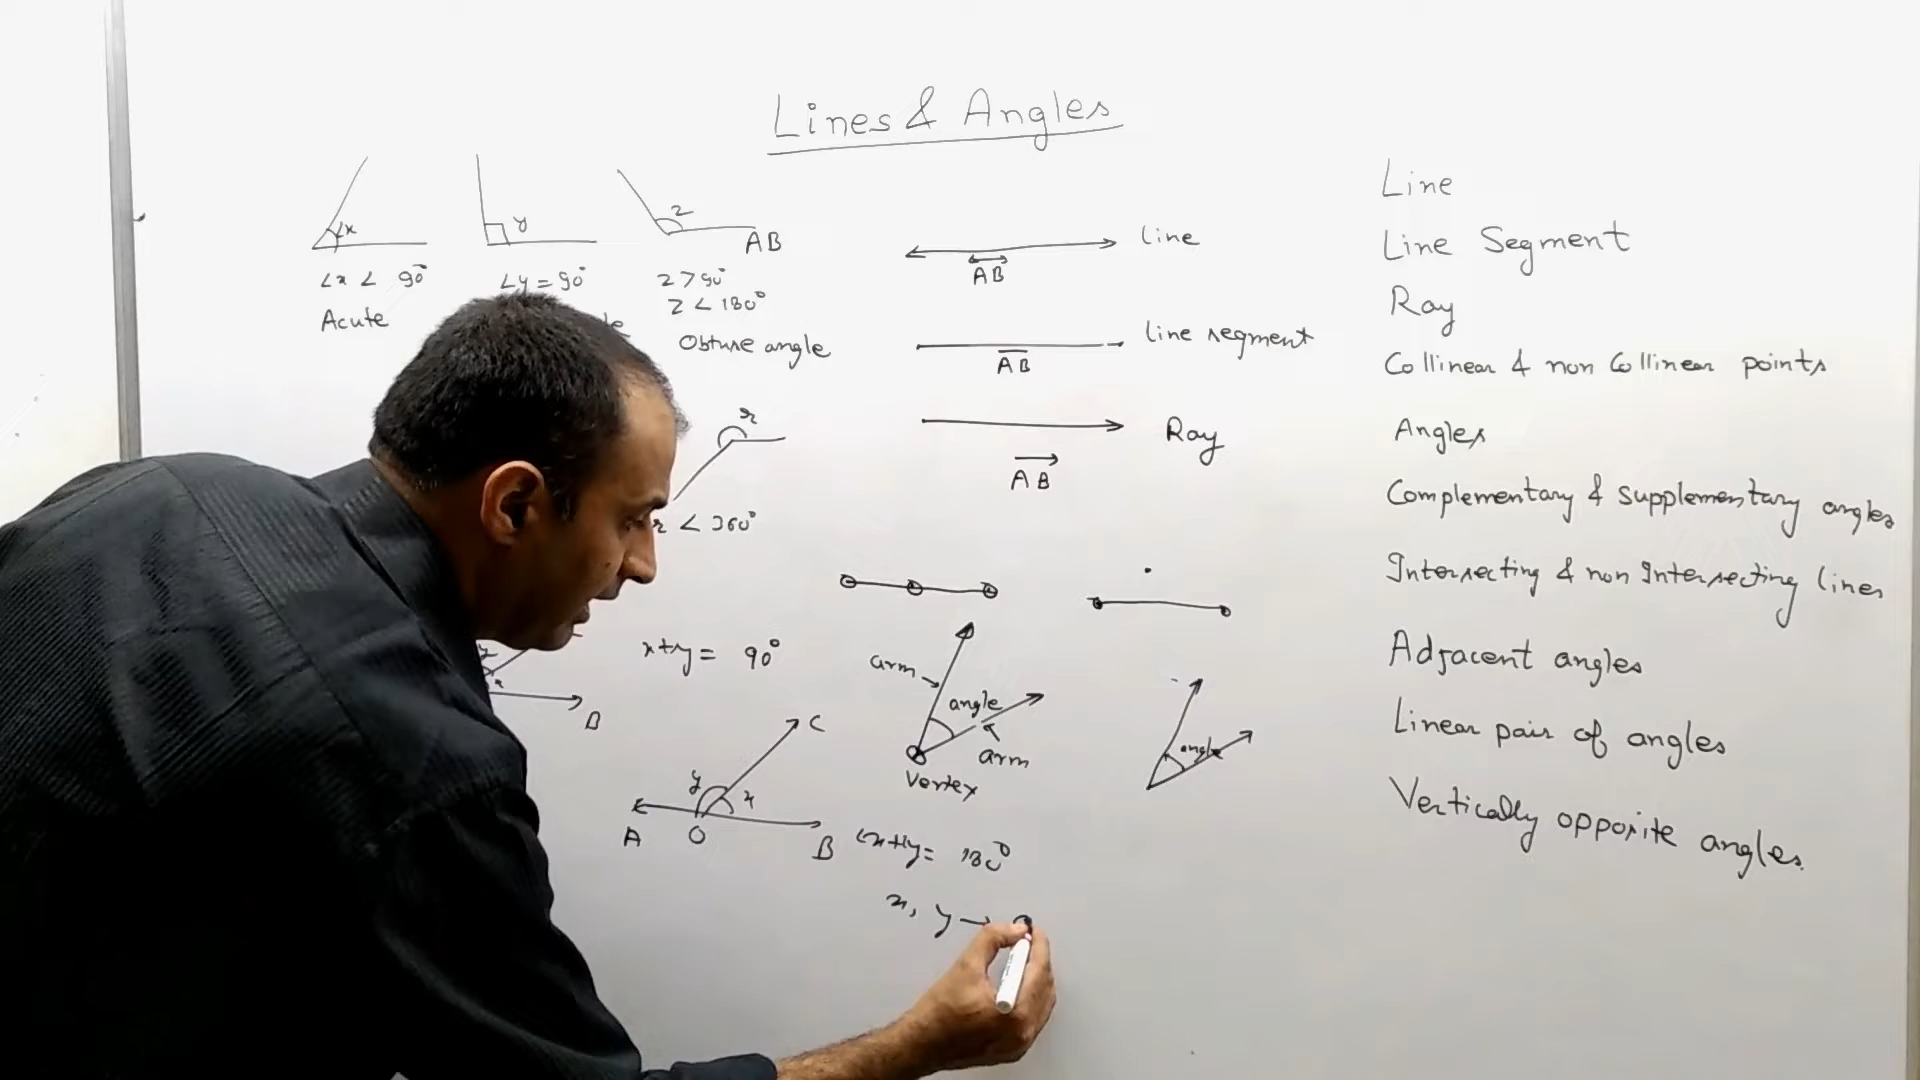 Lines & Angles
∠x
y
z
AB
∠x < 90°
∠y = 90°
z > 90°
z < 180°
Acute
Obtuse angle
line
AB
line segment
AB
Ray
AB
r
r < 360°
x+y = 90°
y
x
B
arm
angle
arm
Vertex
angle
C
y
x
A
O
B
∠x+y = 180°
x, y →
Line
Line Segment
Ray
Collinear & non Collinear points
Angles
Complementary & supplementary angles
Intersecting & non Intersecting lines
Adjacent angles
Linear pair of angles
Vertically opposite angles.